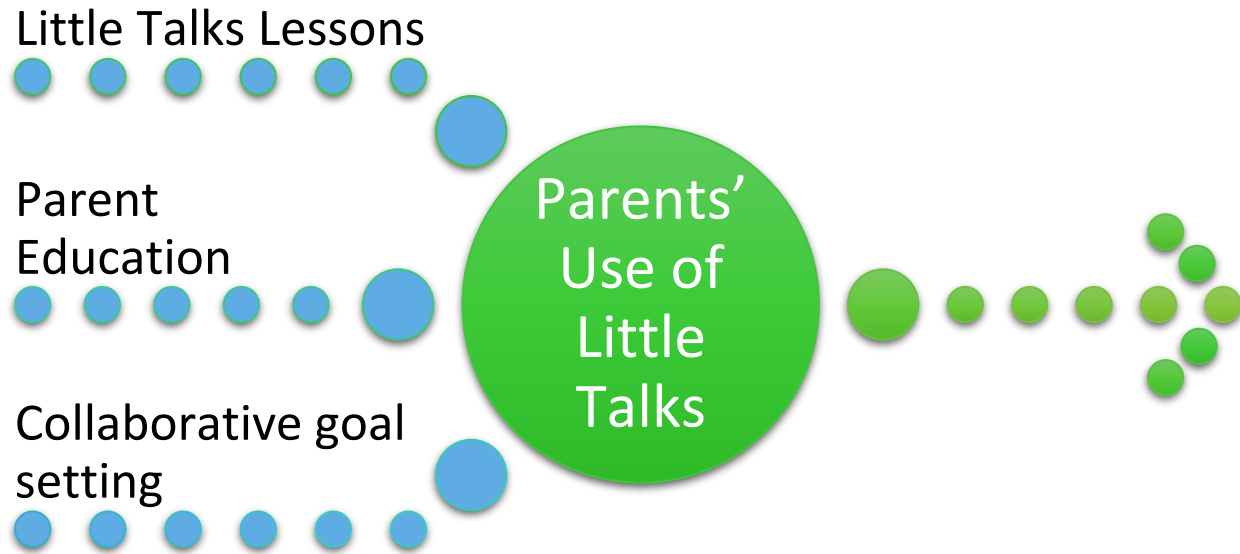 Little Talks Lessons
Parent
Education
Collaborative goal
setting
Parents’
Use of
Little
Talks